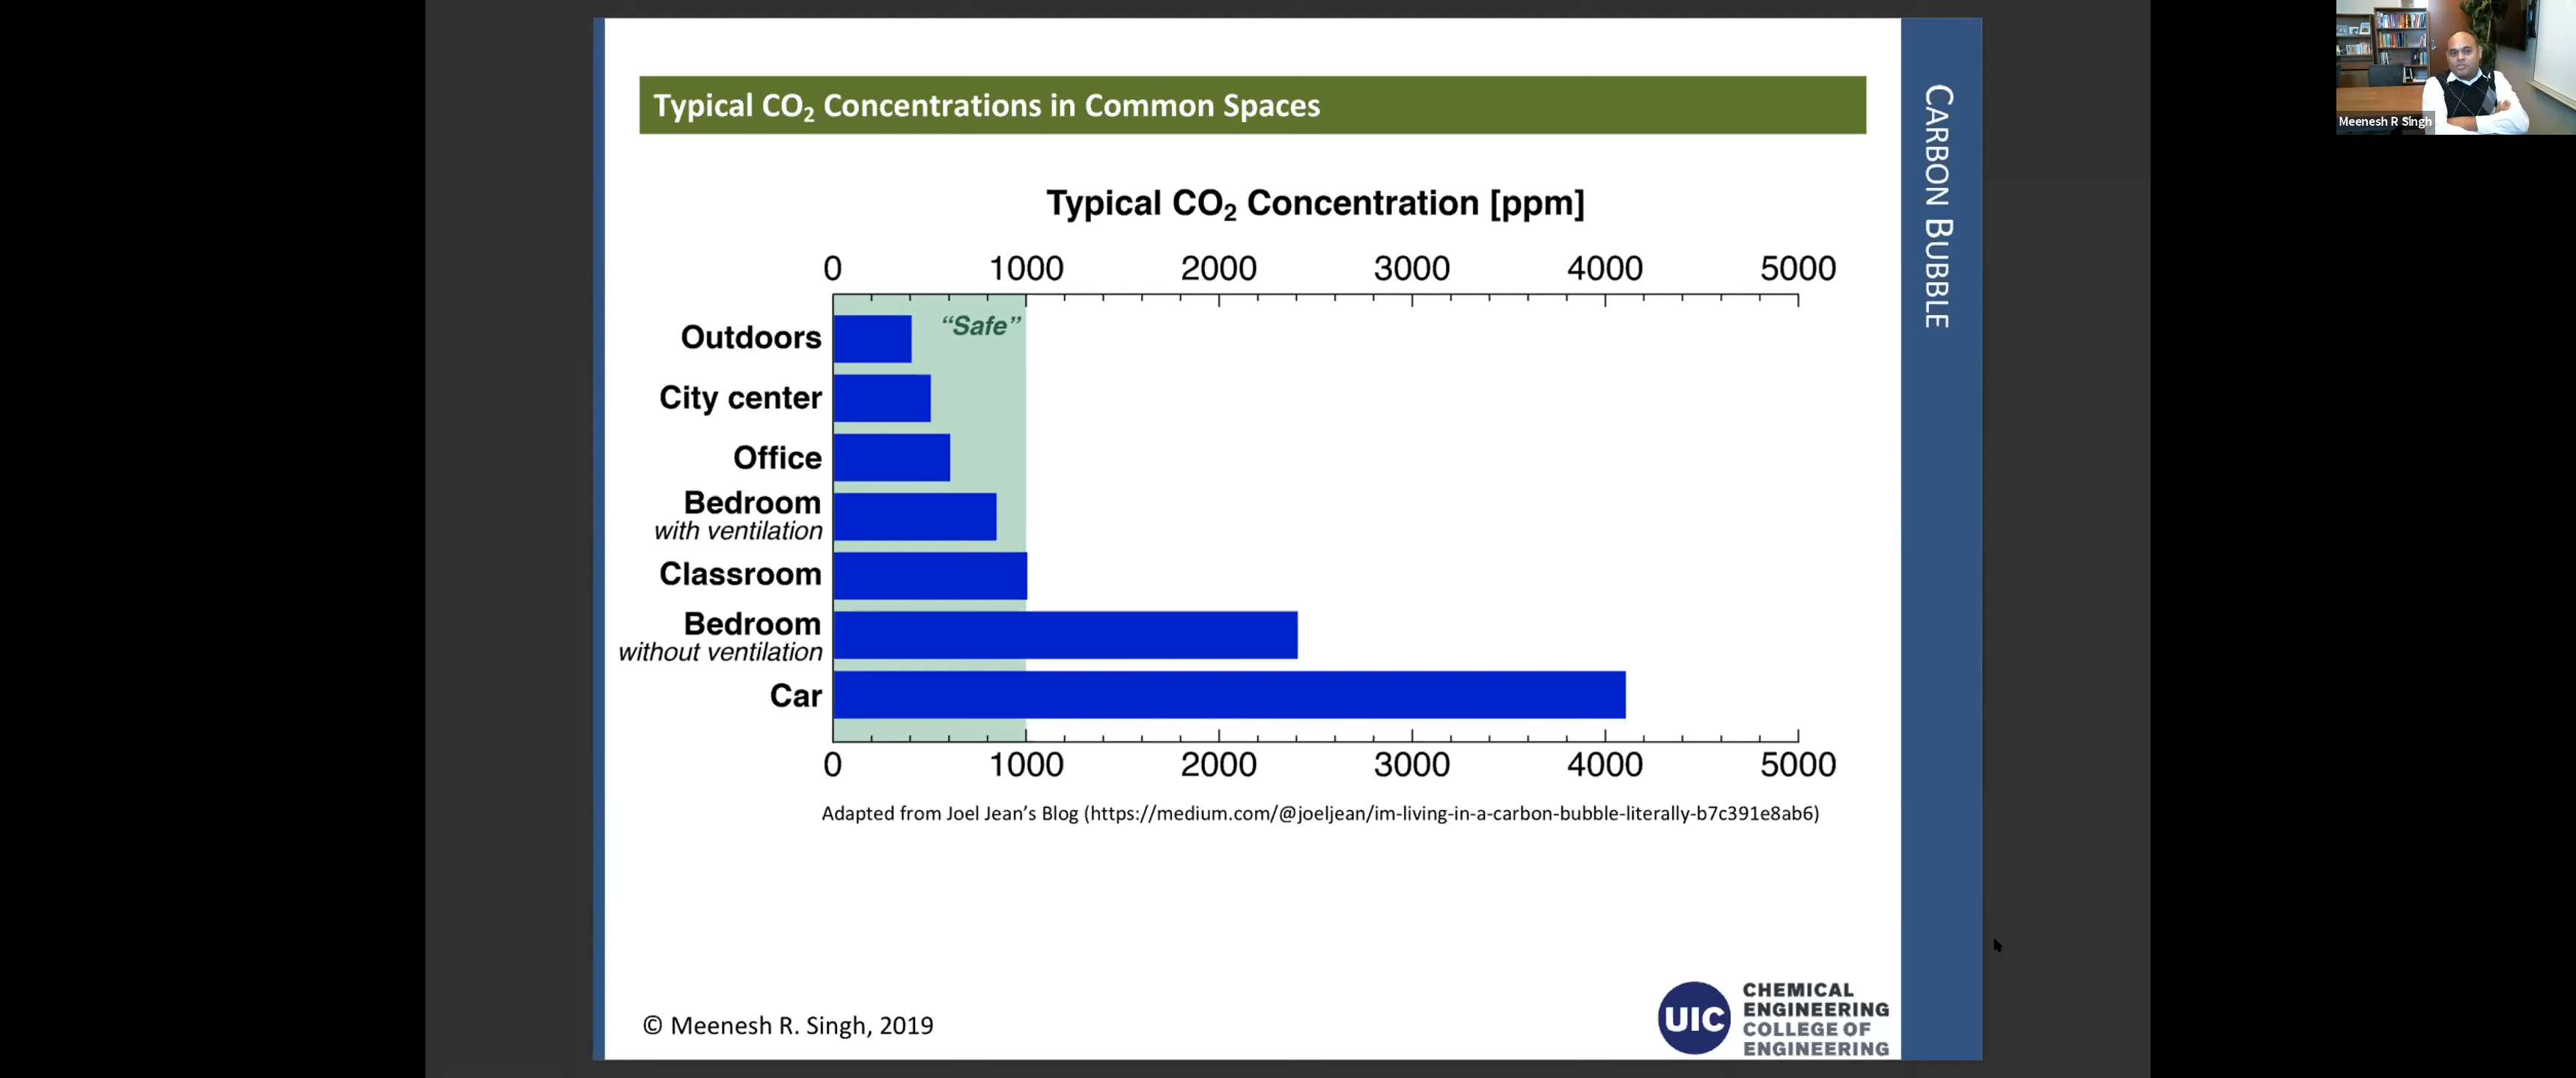 Typical CO₂ Concentrations in Common Spaces
CARBON BUBBLE
Meenesh R Singh
Typical CO₂ Concentration [ppm]
0 1000 2000 3000 4000 5000
“Safe”
Outdoors
City center
Office
Bedroom
with ventilation
Classroom
Bedroom
without ventilation
Car
0 1000 2000 3000 4000 5000
Adapted from Joel Jean’s Blog (https://medium.com/@joeljean/im-living-in-a-carbon-bubble-literally-b7c391e8ab6)
© Meenesh R. Singh, 2019
UIC
CHEMICAL
ENGINEERING
COLLEGE OF
ENGINEERING